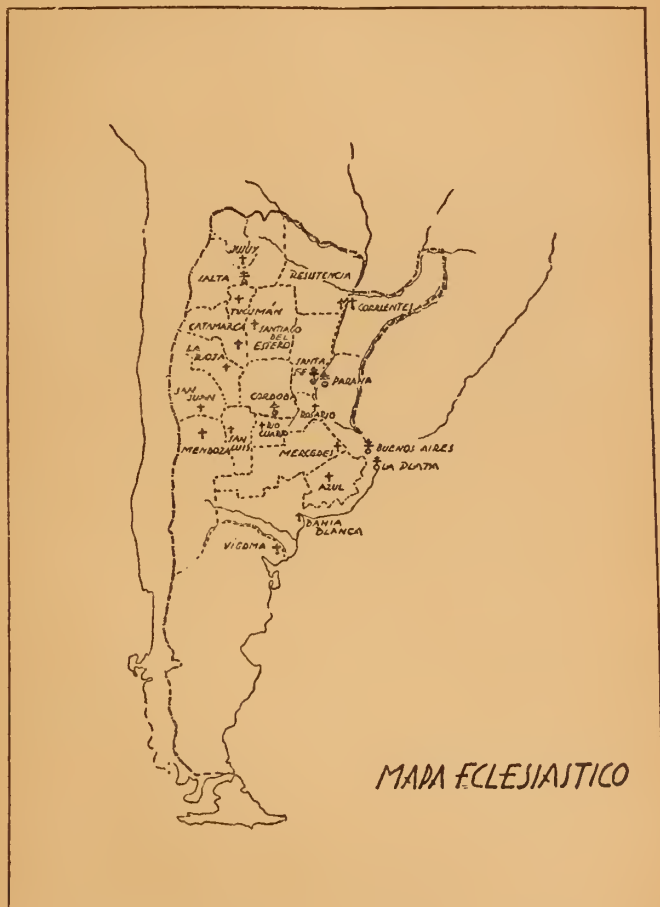 JUJUY
SALTA
RESISTENCIA
TUCUMÁN
CORRIENTES
CATAMARCA
SANTIAGO
DEL
ESTERO
LA
RIOJA
SANTA
FE
PARANA
SAN
JUAN
CORDOBA
ROSARIO
RIO
CUARTO
MENDOZA
SAN
LUIS
MERCEDES
BUENOS AIRES
LA PLATA
AZUL
BAHIA
BLANCA
VIEDMA
MAPA ECLESIASTICO